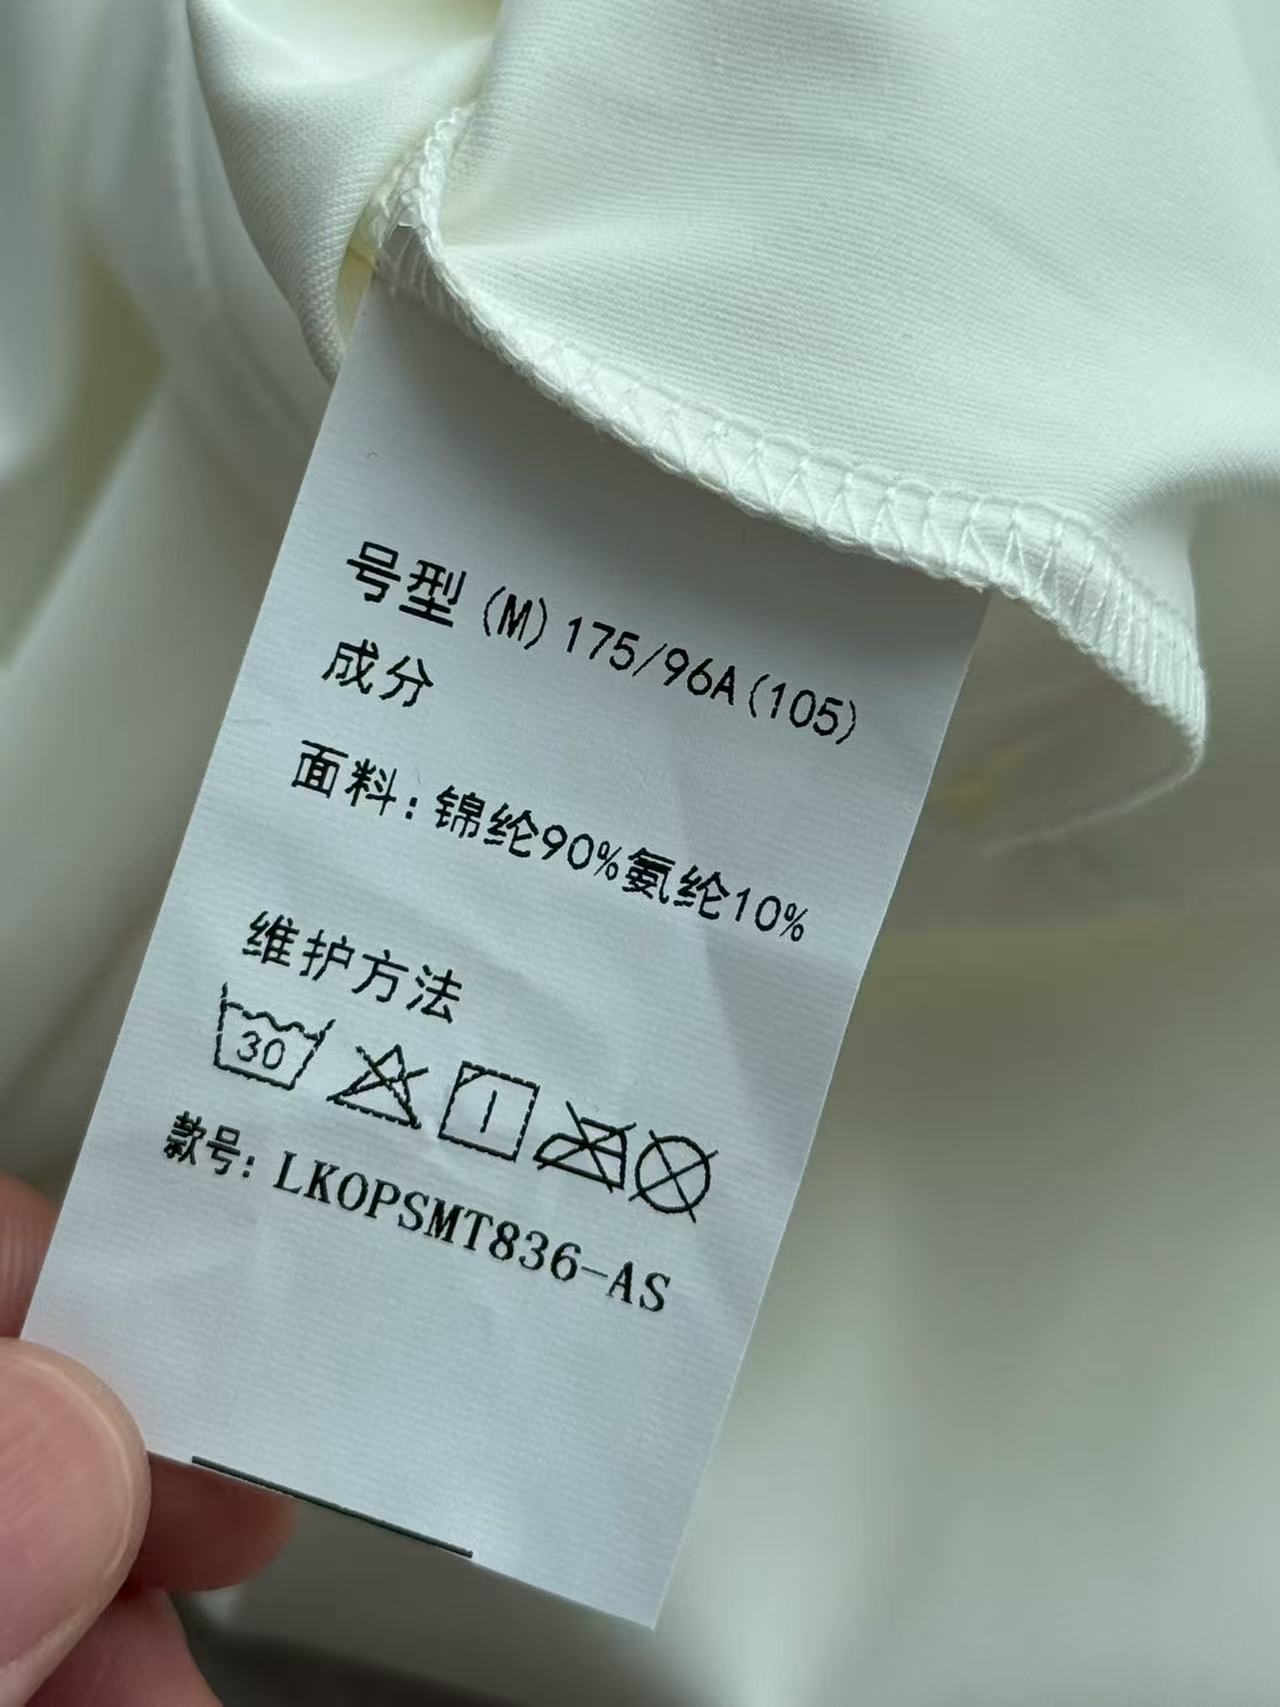 号型(M)175/96A(105)
成分
面料:锦纶90%氨纶10%
维护方法
30
款号:LKOPSMT836-AS